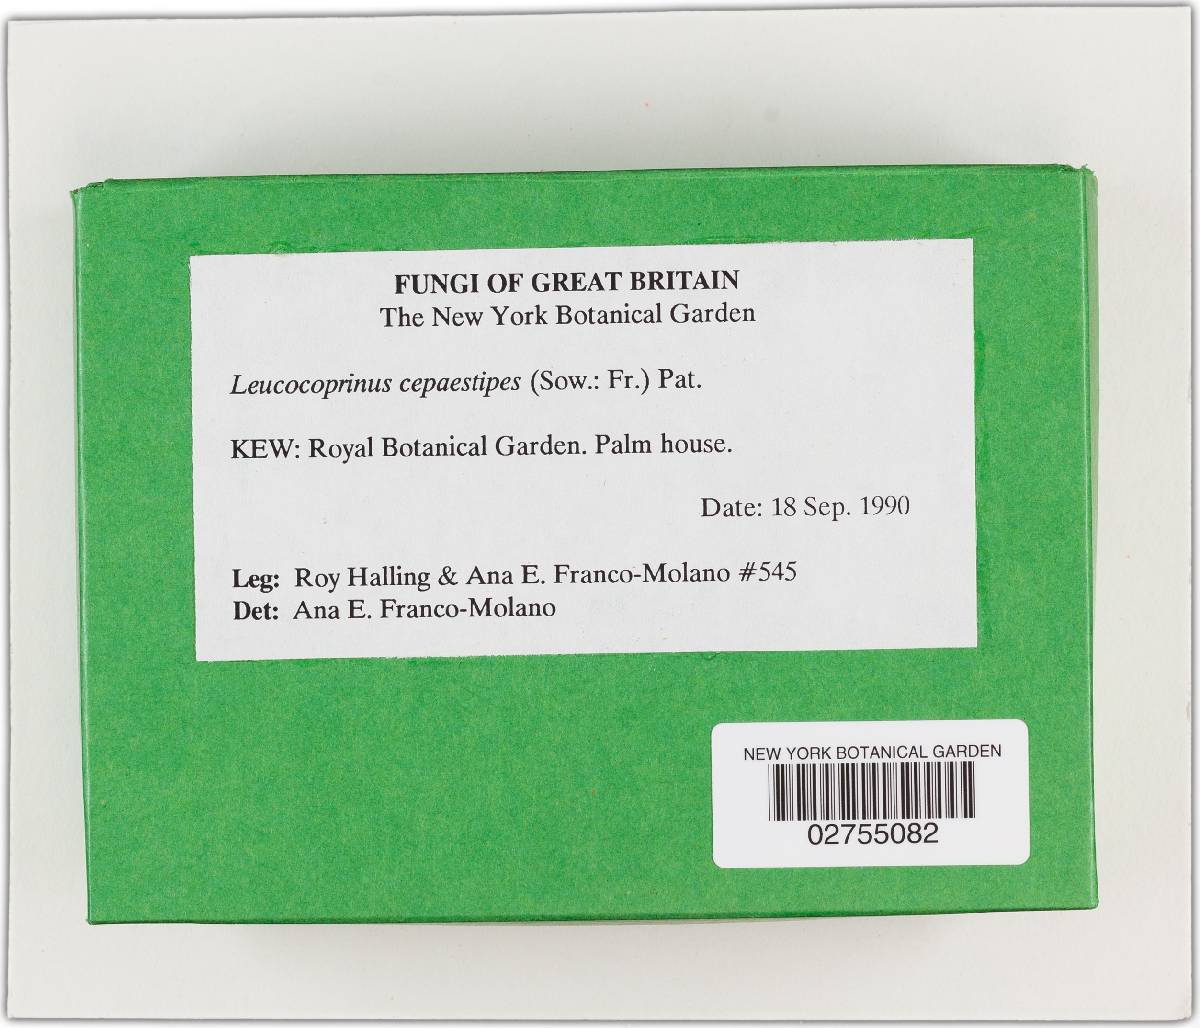 FUNGI OF GREAT BRITAIN
The New York Botanical Garden
Leucocoprinus cepaestipes (Sow.: Fr.) Pat.
KEW: Royal Botanical Garden. Palm house.
Date: 18 Sep. 1990
Leg: Roy Halling & Ana E. Franco-Molano #545
Det: Ana E. Franco-Molano
NEW YORK BOTANICAL GARDEN
02755082